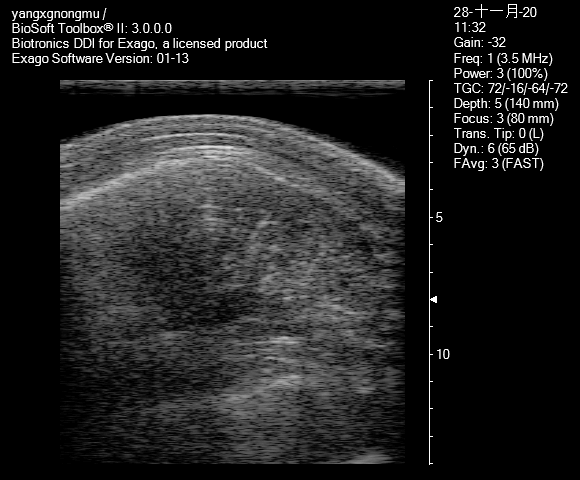 yangxgnongmu /
BioSoft Toolbox® II: 3.0.0.0
Biotronics DDI for Exago, a licensed product
Exago Software Version: 01-13
28-十一月-20
11:32
Gain: -32
Freq: 1 (3.5 MHz)
Power: 3 (100%)
TGC: 72/-16/-64/-72
Depth: 5 (140 mm)
Focus: 3 (80 mm)
Trans. Tip: 0 (L)
Dyn.: 6 (65 dB)
FAvg: 3 (FAST)
5
10